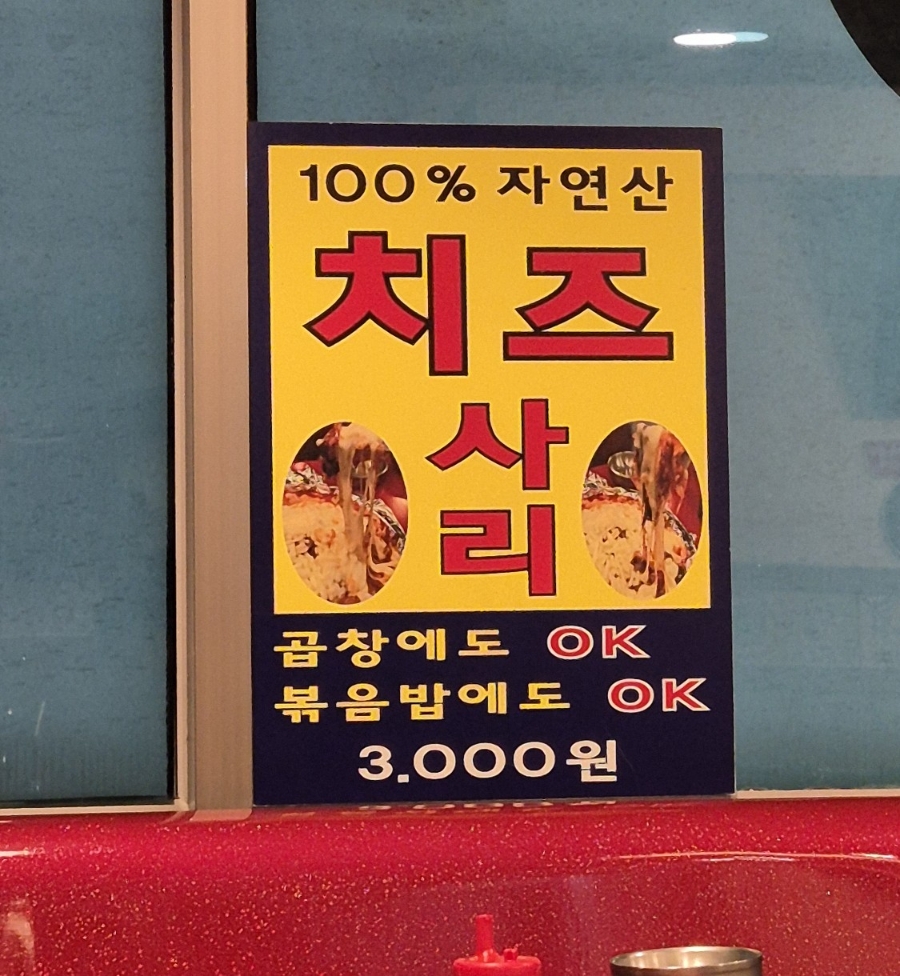 100% 자연산
치즈
사
리
곱창에도 OK
볶음밥에도 OK
3.000원